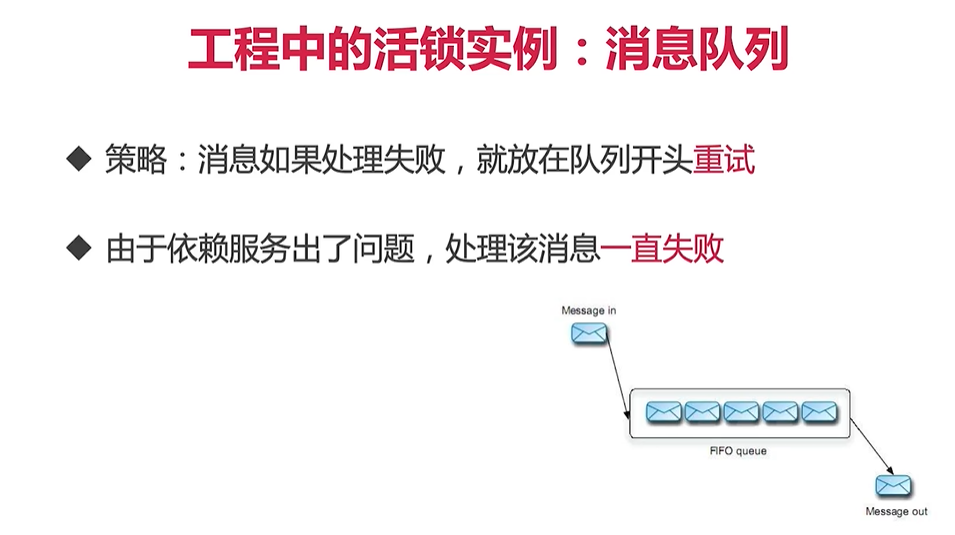 工程中的活锁实例：消息队列
策略：消息如果处理失败，就放在队列开头重试
由于依赖服务出了问题，处理该消息一直失败
Message in
FIFO queue
Message out